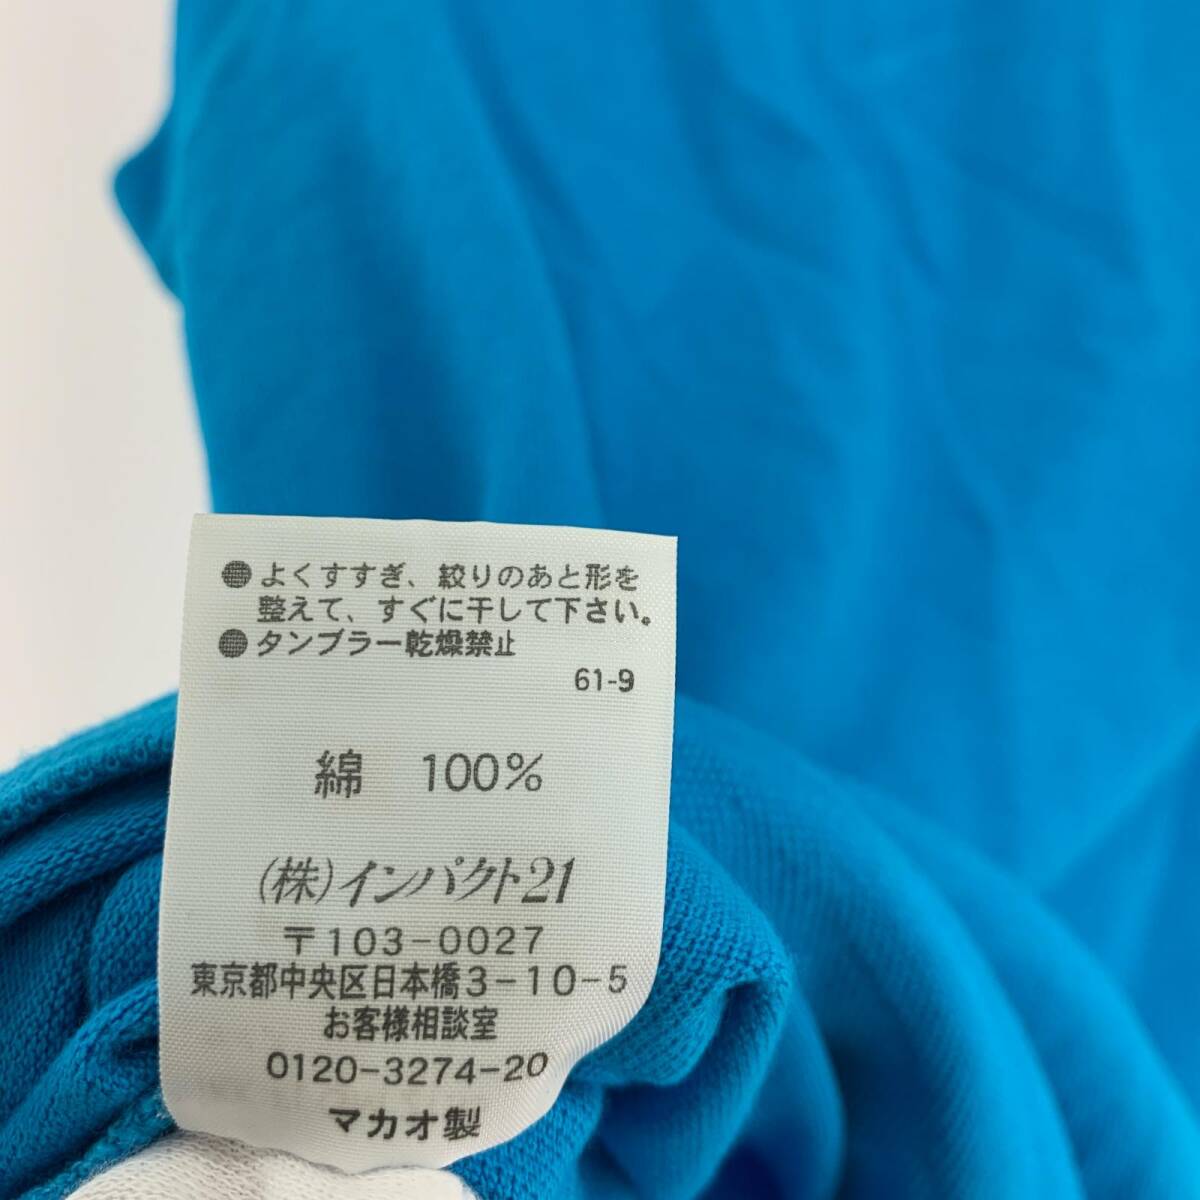 ●よくすすぎ、絞りのあと形を
整えて、すぐに干して下さい。
●タンブラー乾燥禁止
61-9
綿 100%
(株)インパクト21
〒103-0027
東京都中央区日本橋3-10-5
お客様相談室
0120-3274-20
マカオ製